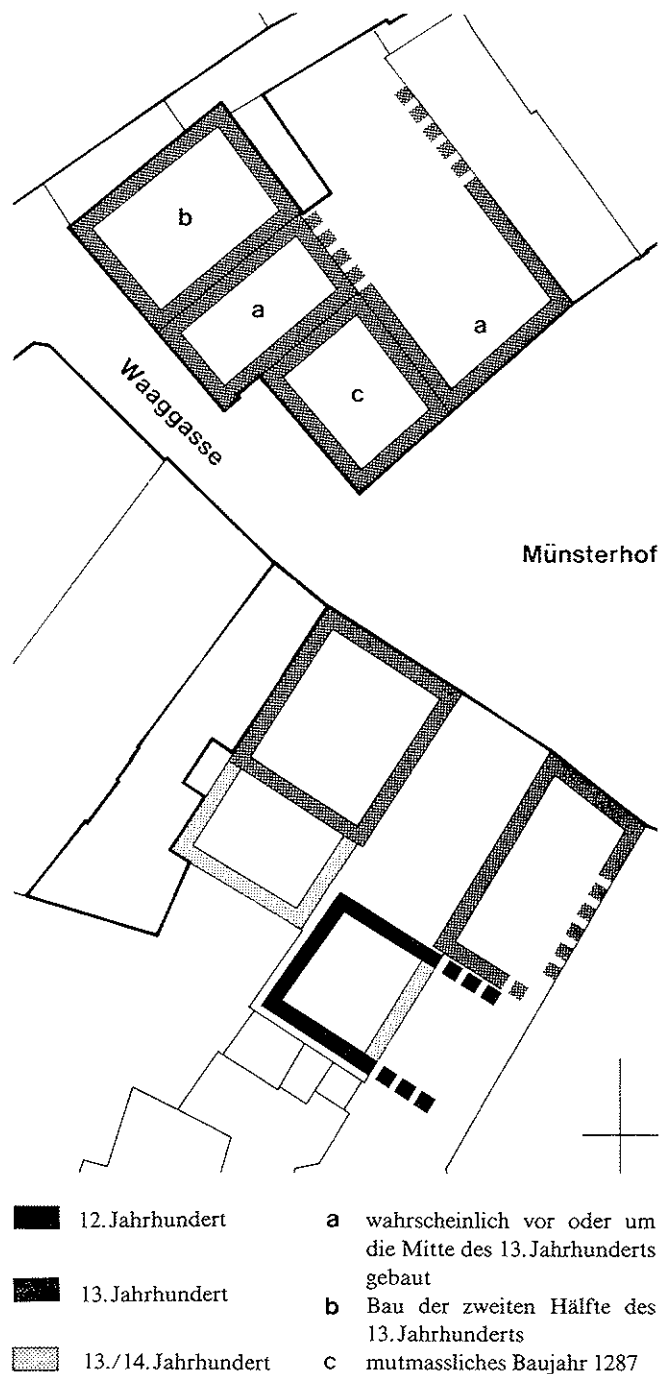 b
a
a
c
Waaggasse
Münsterhof
12. Jahrhundert
13. Jahrhundert
13./14. Jahrhundert
a wahrscheinlich vor oder um
die Mitte des 13. Jahrhunderts
gebaut
b Bau der zweiten Hälfte des
13. Jahrhunderts
c mutmassliches Baujahr 1287